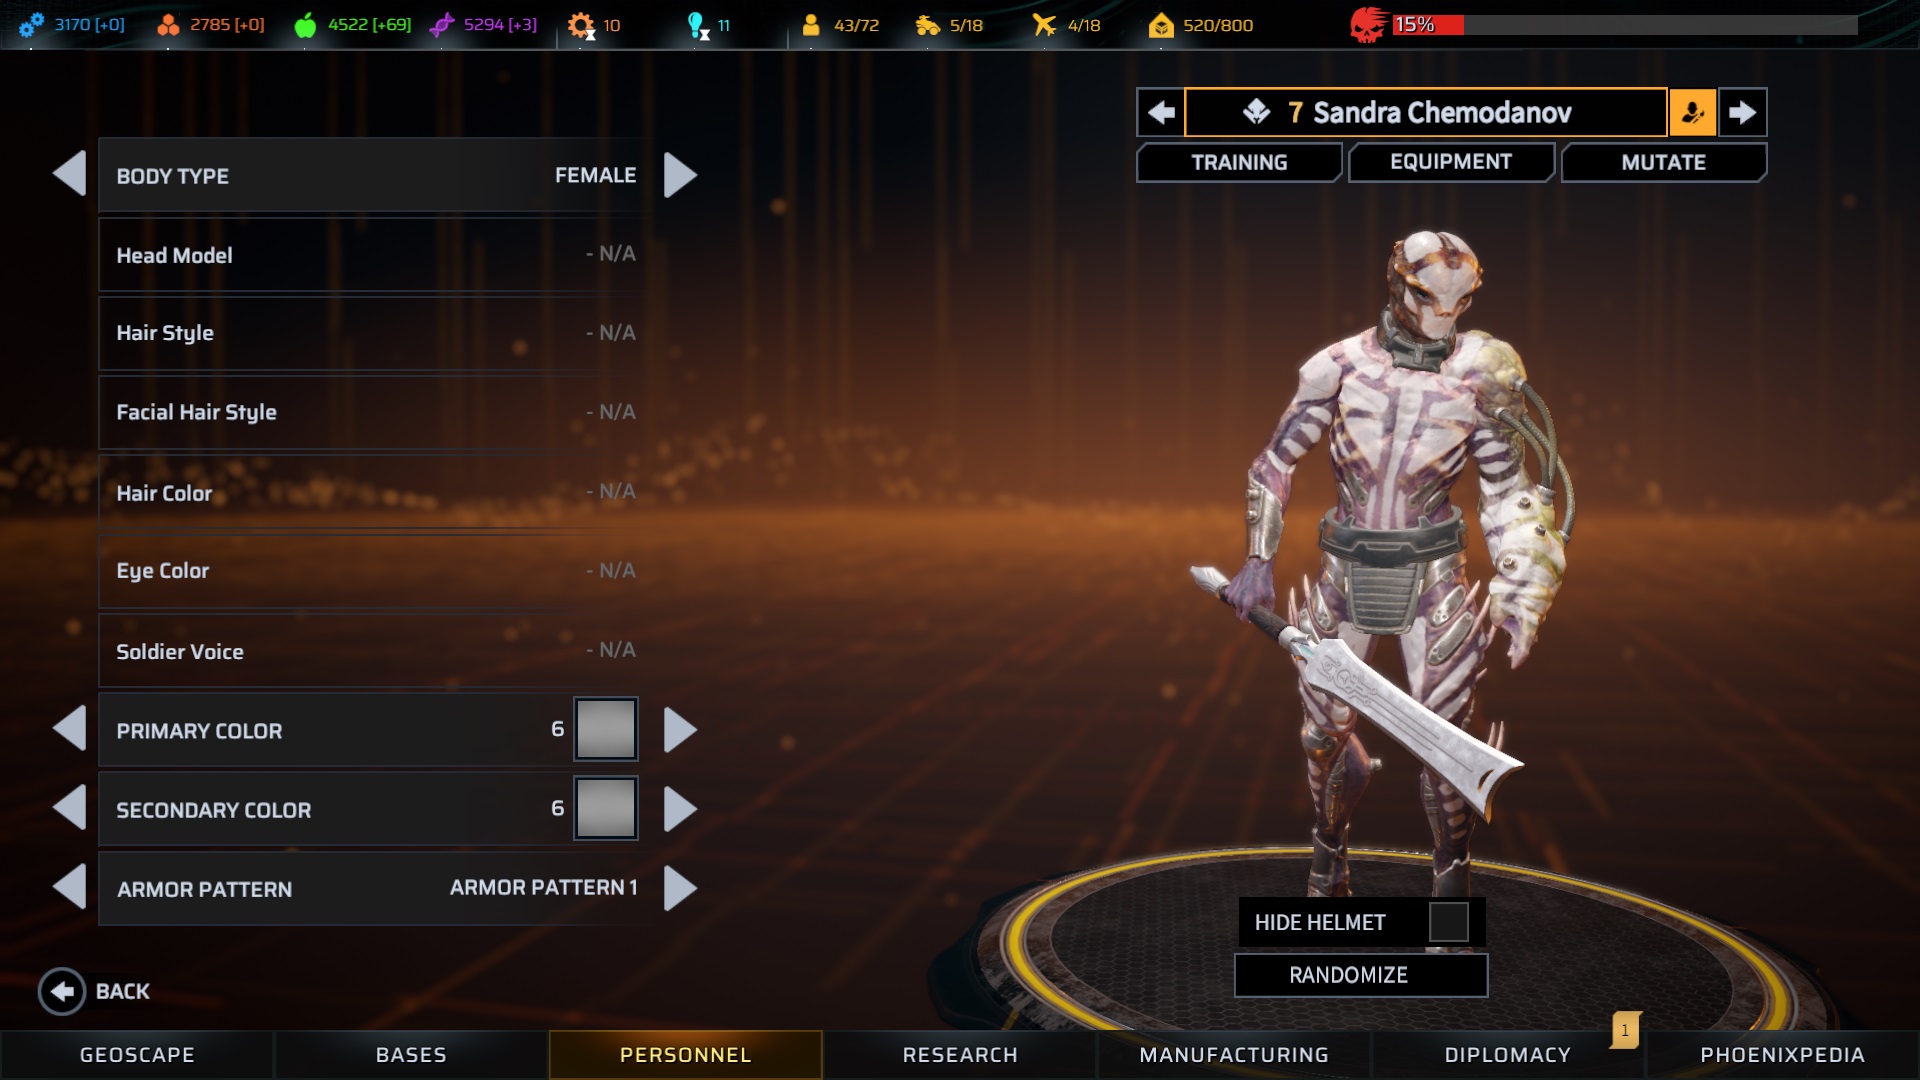 3170 [+0] 2785 [+0] 4522 [+69] 5294 [+3] 10 11 43/72 5/18 4/18 520/800 15%
7 Sandra Chemodanov
TRAINING EQUIPMENT MUTATE
BODY TYPE FEMALE
Head Model - N/A
Hair Style - N/A
Facial Hair Style - N/A
Hair Color - N/A
Eye Color - N/A
Soldier Voice - N/A
PRIMARY COLOR 6
SECONDARY COLOR 6
ARMOR PATTERN ARMOR PATTERN 1
HIDE HELMET
RANDOMIZE
BACK
1
GEOSCAPE BASES PERSONNEL RESEARCH MANUFACTURING DIPLOMACY PHOENIXPEDIA